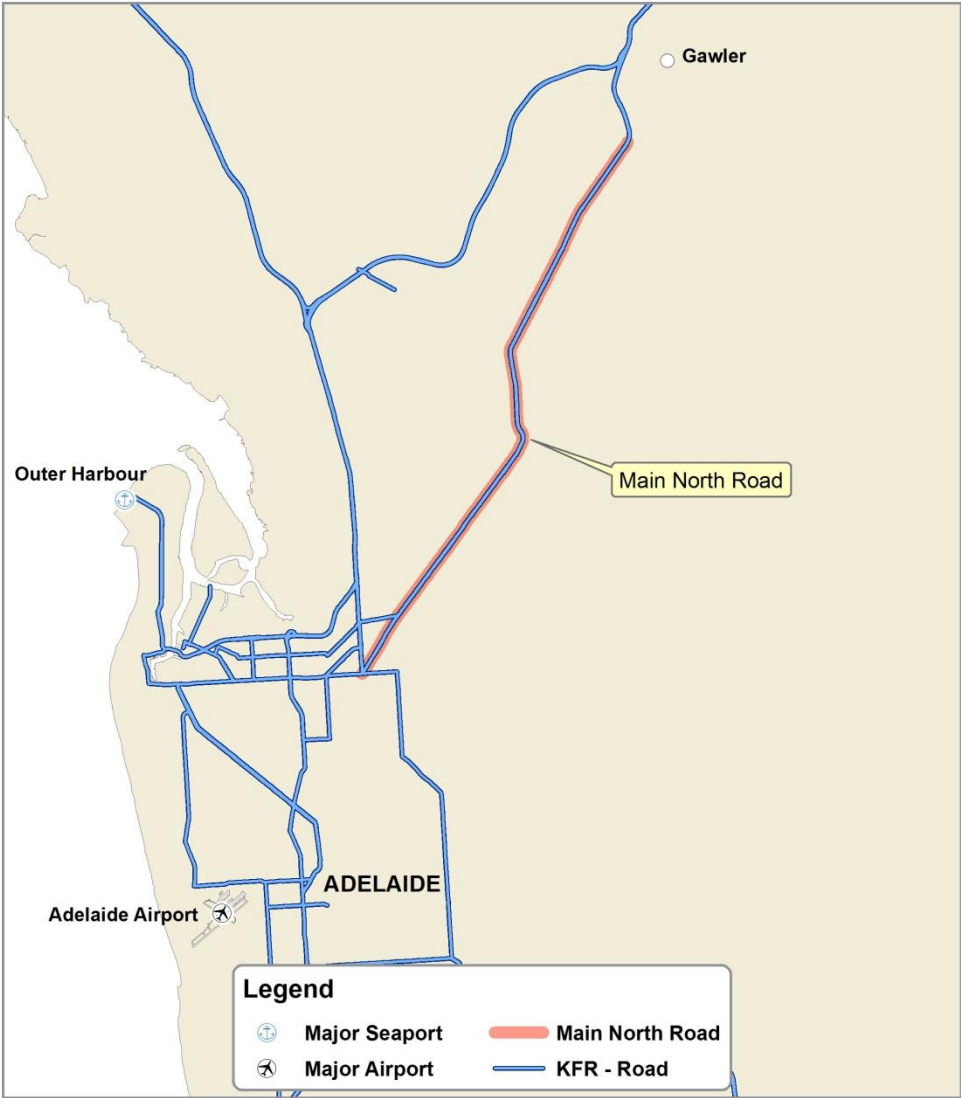 Gawler
Outer Harbour
Main North Road
ADELAIDE
Adelaide Airport
Legend
Major Seaport
Main North Road
Major Airport
KFR - Road